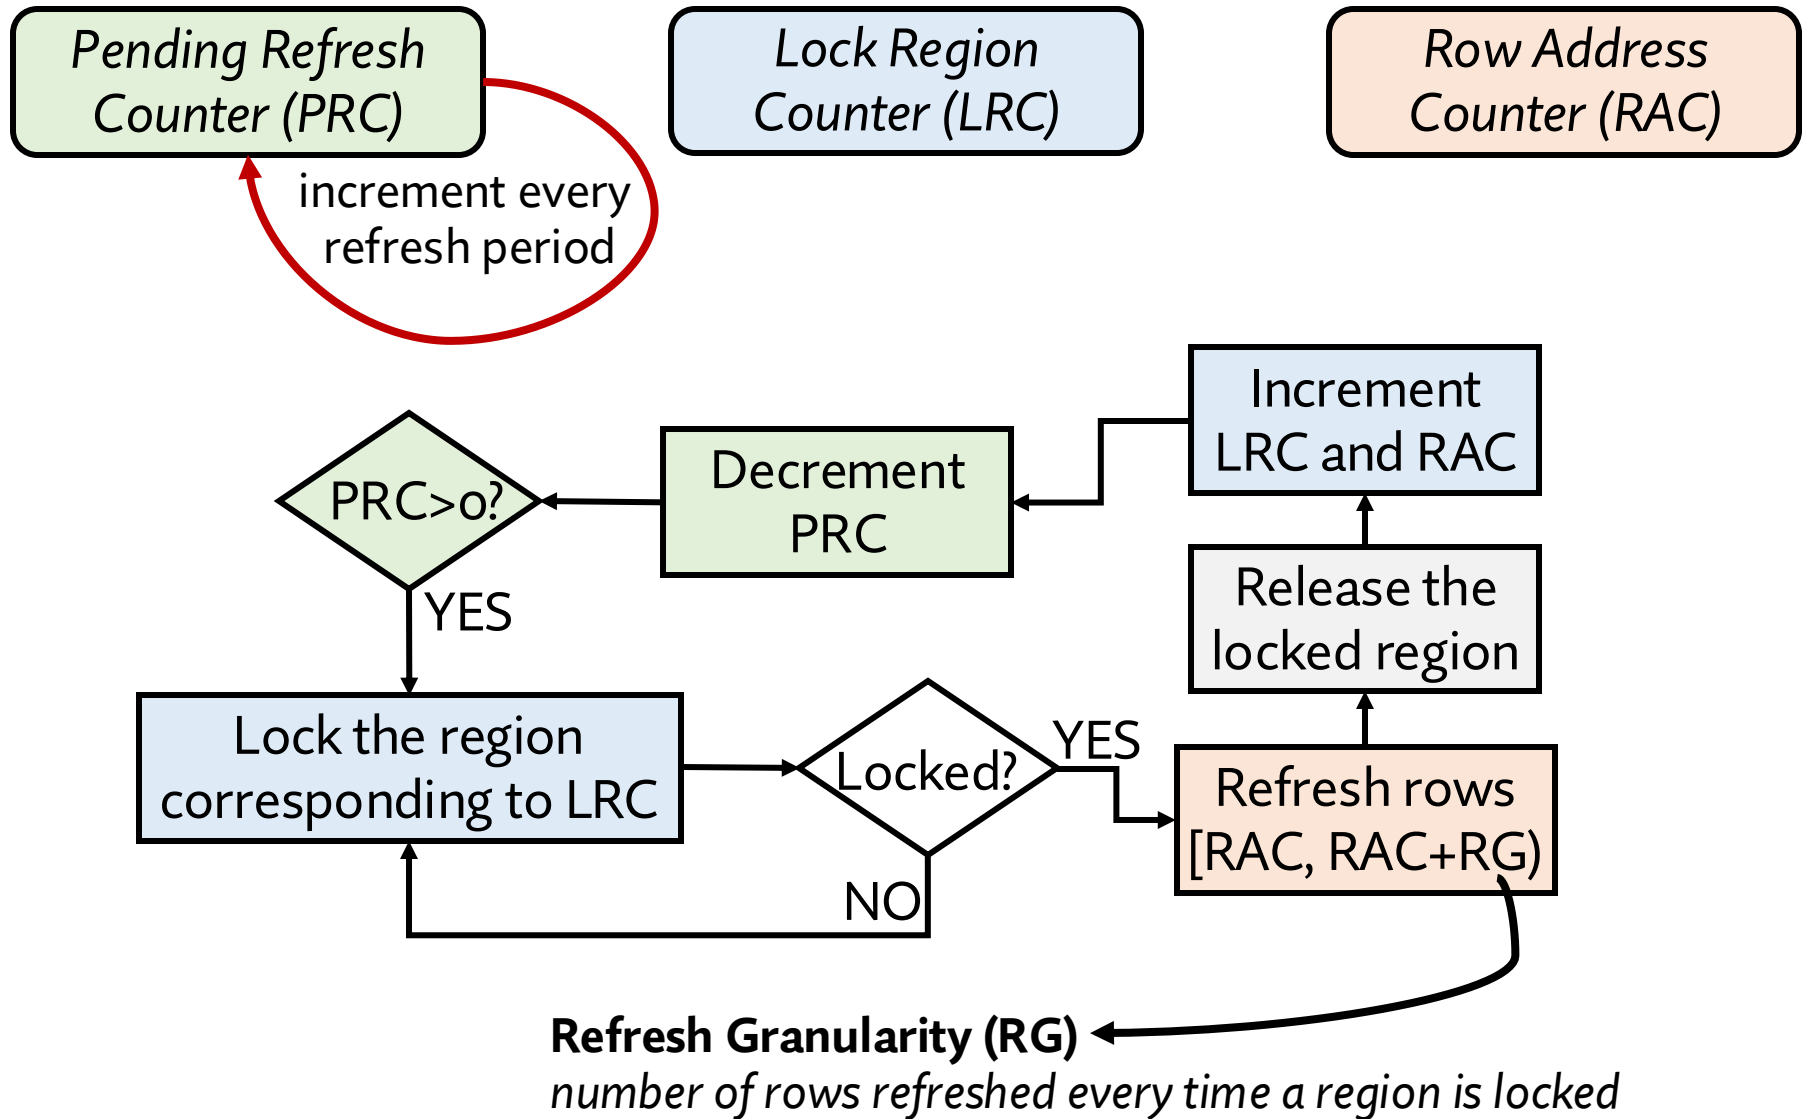 Pending Refresh
Counter (PRC)
Lock Region
Counter (LRC)
Row Address
Counter (RAC)
increment every
refresh period
Increment
LRC and RAC
Decrement
PRC
PRC>0?
YES
Release the
locked region
Lock the region
corresponding to LRC
Locked?
YES
NO
Refresh rows
[RAC, RAC+RG)
Refresh Granularity (RG)
number of rows refreshed every time a region is locked